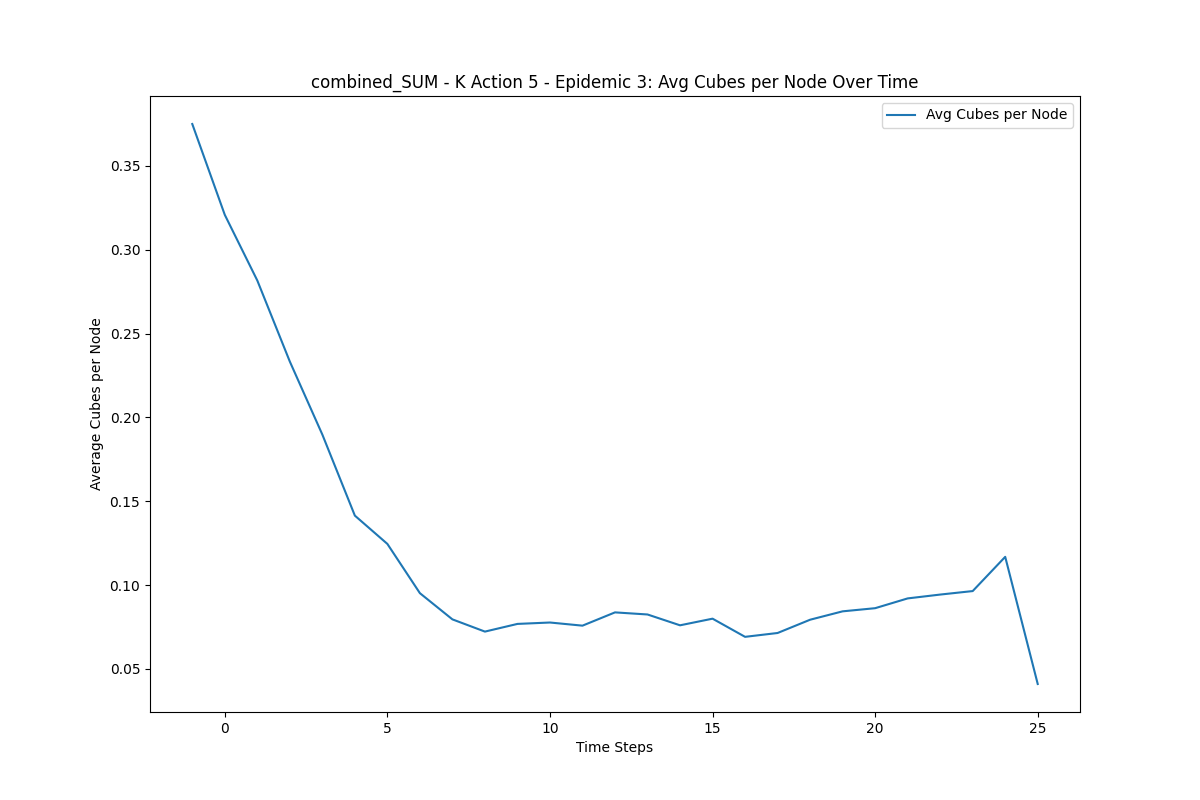 combined_SUM - K Action 5 - Epidemic 3: Avg Cubes per Node Over Time
Avg Cubes per Node
0.35
0.30
0.25
0.20
0.15
0.10
0.05
Average Cubes per Node
0 5 10 15 20 25
Time Steps